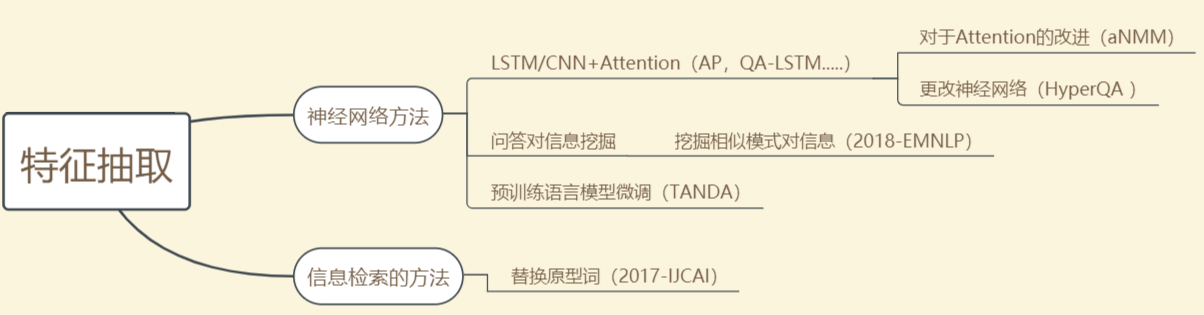 特征抽取
神经网络方法
LSTM/CNN+Attention（AP，QA-LSTM.....）
对于Attention的改进（aNMM）
更改神经网络（HyperQA ）
问答对信息挖掘
挖掘相似模式对信息（2018-EMNLP）
预训练语言模型微调（TANDA）
信息检索的方法
替换原型词（2017-IJCAI）